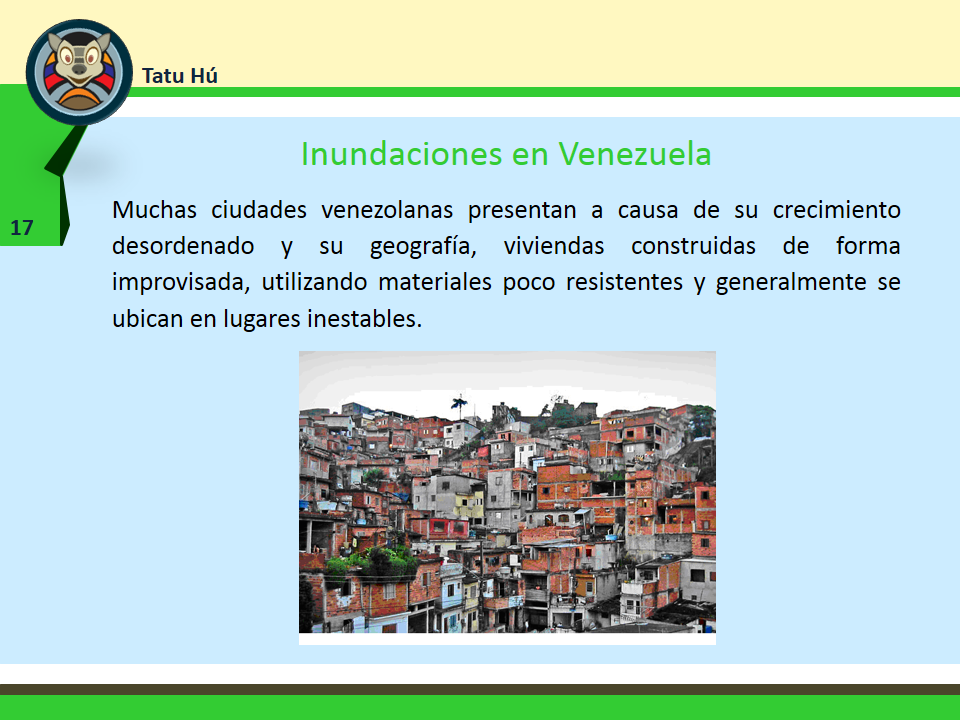 Tatu Hú
Inundaciones en Venezuela
Muchas ciudades venezolanas presentan a causa de su crecimiento
desordenado y su geografía, viviendas construidas de forma
improvisada, utilizando materiales poco resistentes y generalmente se
ubican en lugares inestables.
17